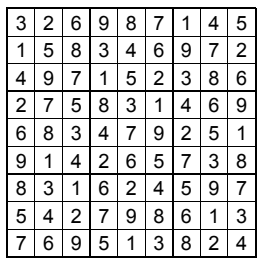 3 2 6 9 8 7 1 4 5
1 5 8 3 4 6 9 7 2
4 9 7 1 5 2 3 8 6
2 7 5 8 3 1 4 6 9
6 8 3 4 7 9 2 5 1
9 1 4 2 6 5 7 3 8
8 3 1 6 2 4 5 9 7
5 4 2 7 9 8 6 1 3
7 6 9 5 1 3 8 2 4